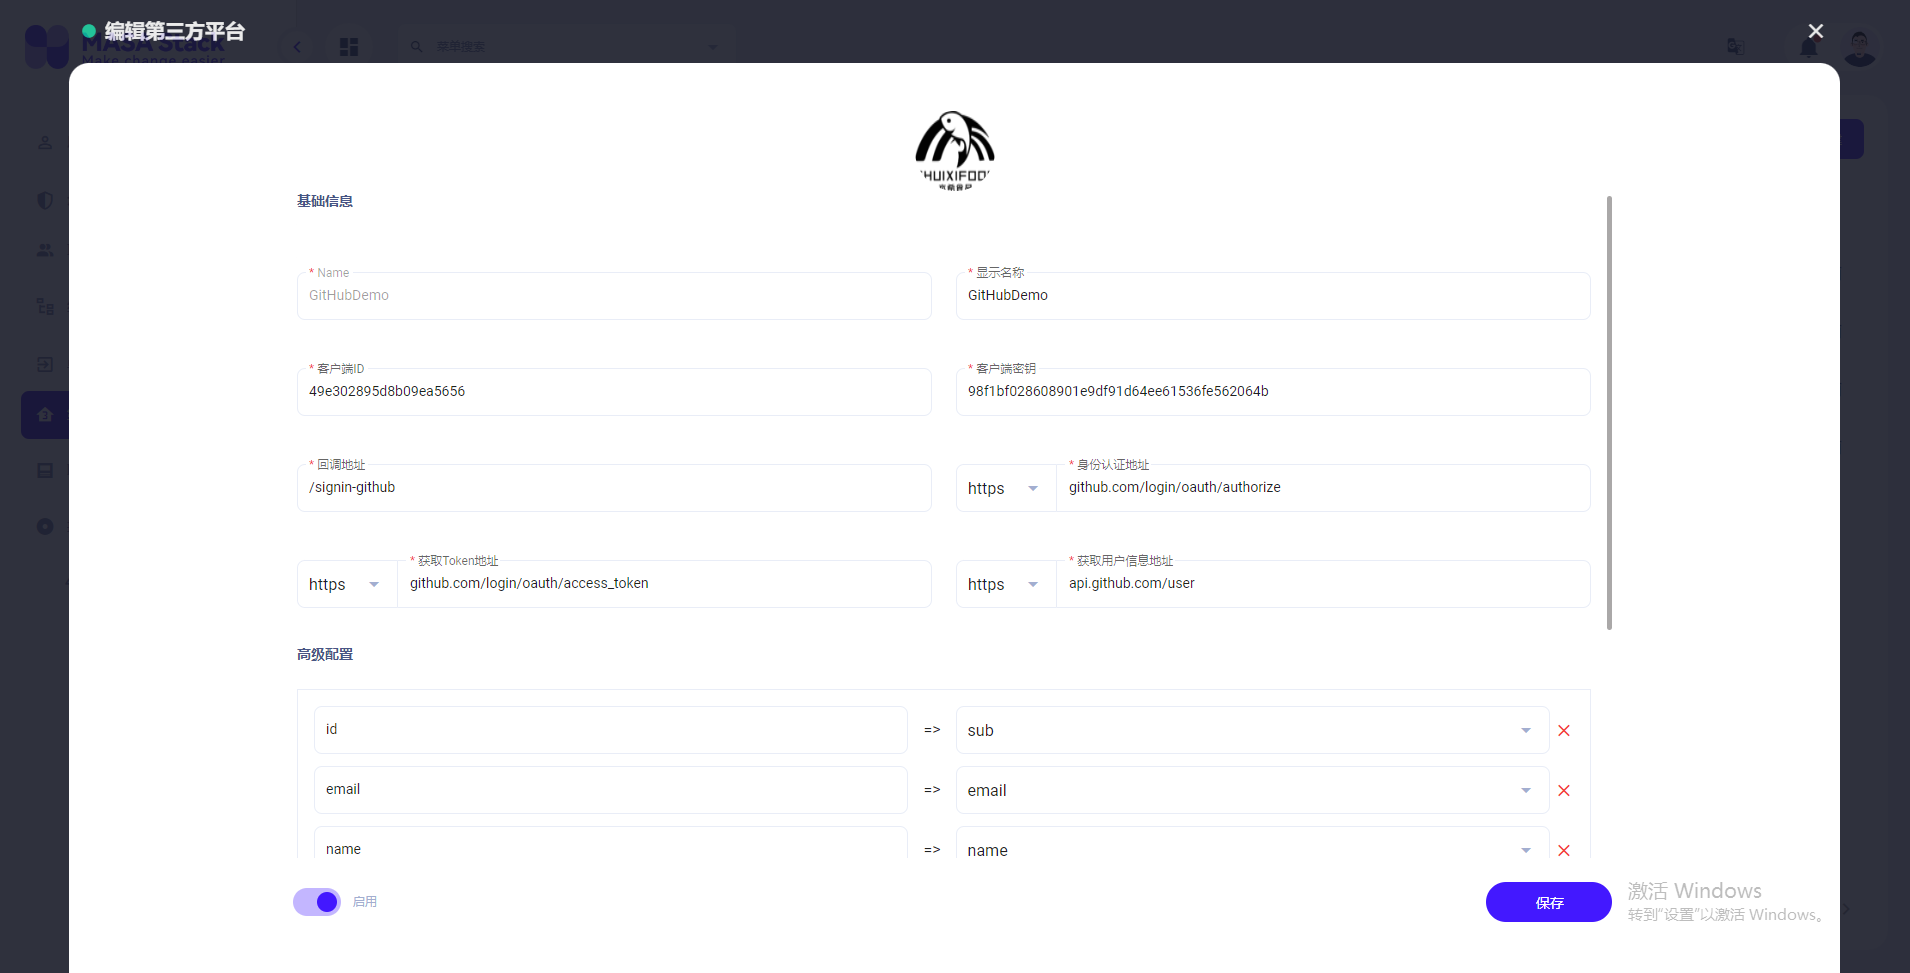 编辑第三方平台
MASA Stack
Make change easier
菜单搜索
HUIXIFOO
水禧食品
基础信息
* Name
GitHubDemo
* 显示名称
GitHubDemo
* 客户端ID
49e302895d8b09ea5656
* 客户端密钥
98f1bf028608901e9df91d64ee61536fe562064b
* 回调地址
/signin-github
https
* 身份认证地址
github.com/login/oauth/authorize
https
* 获取Token地址
github.com/login/oauth/access_token
https
* 获取用户信息地址
api.github.com/user
高级配置
id => sub
email => email
name => name
启用
保存
激活 Windows
转到“设置”以激活 Windows。